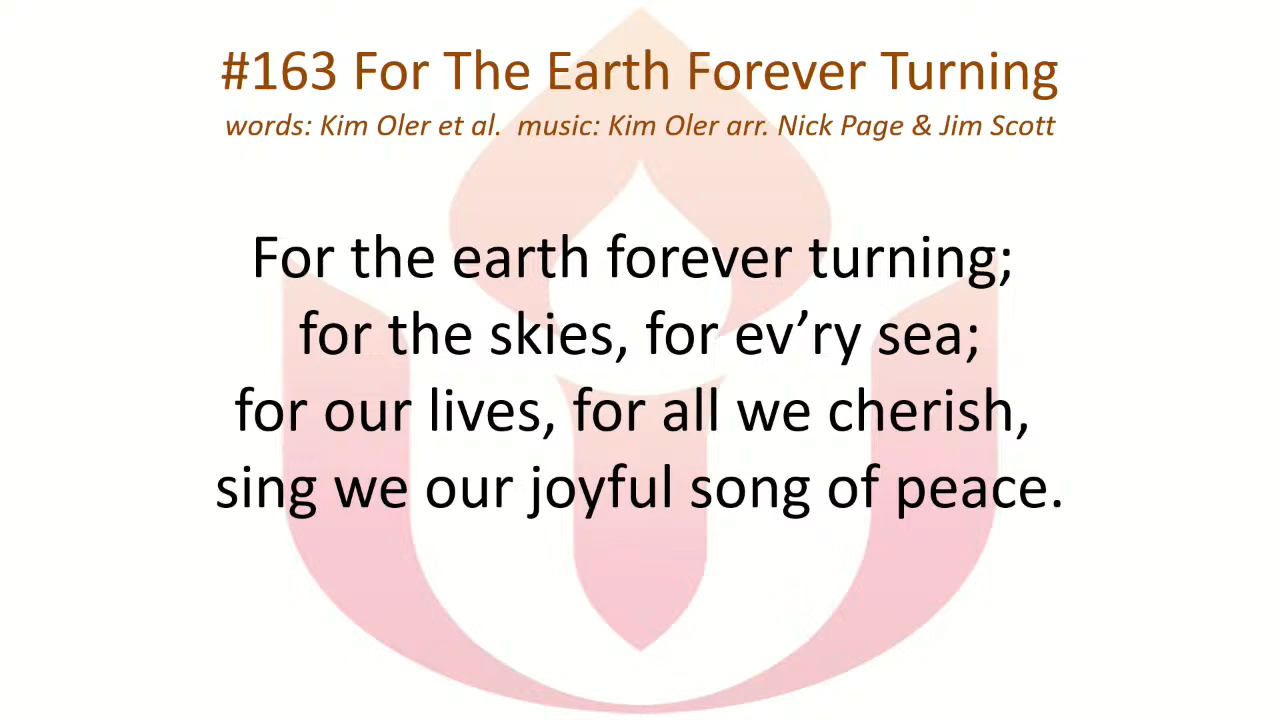 #163 For The Earth Forever Turning
words: Kim Oler et al.  music: Kim Oler arr. Nick Page & Jim Scott
For the earth forever turning;
for the skies, for ev’ry sea;
for our lives, for all we cherish,
sing we our joyful song of peace.